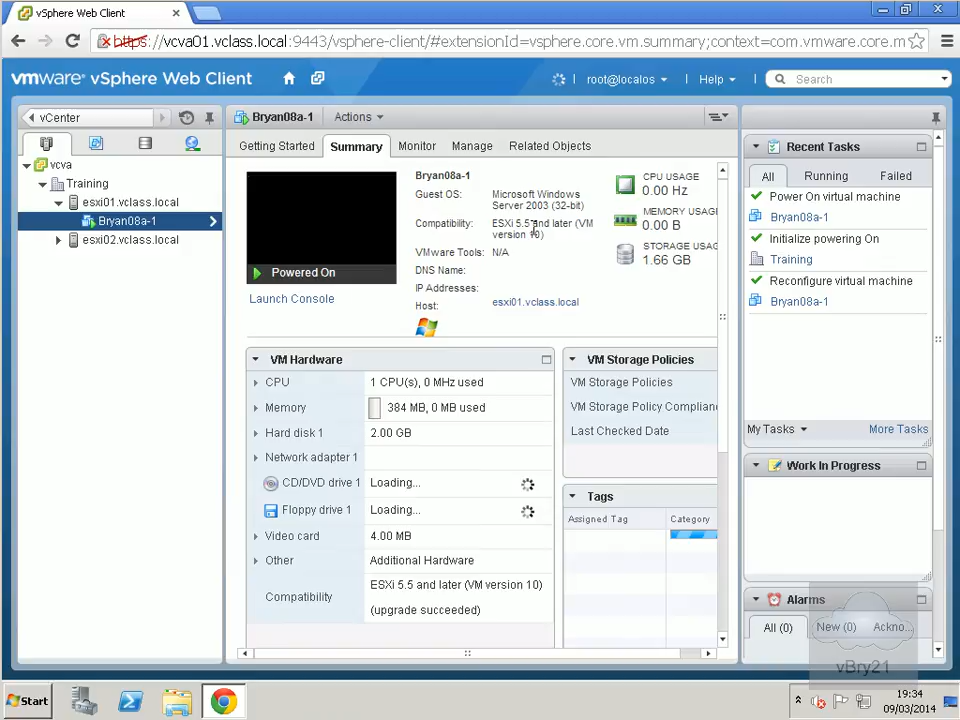 vSphere Web Client
https://vcva01.vclass.local:9443/vsphere-client/#extensionId=vsphere.core.vm.summary;context=com.vmware.core.m
vmware vSphere Web Client
root@localos
Help
Search
vCenter
vcva
Training
esxi01.vclass.local
Bryan08a-1
esxi02.vclass.local
Bryan08a-1
Actions
Getting Started
Summary
Monitor
Manage
Related Objects
Powered On
Launch Console
Bryan08a-1
Guest OS: Microsoft Windows
Server 2003 (32-bit)
Compatibility: ESXi 5.5 and later (VM
version 10)
VMware Tools: N/A
DNS Name:
IP Addresses:
Host: esxi01.vclass.local
CPU USAGE
0.00 Hz
MEMORY USAG
0.00 B
STORAGE USAG
1.66 GB
VM Hardware
CPU 1 CPU(s), 0 MHz used
Memory 384 MB, 0 MB used
Hard disk 1 2.00 GB
Network adapter 1
CD/DVD drive 1 Loading...
Floppy drive 1 Loading...
Video card 4.00 MB
Other Additional Hardware
Compatibility ESXi 5.5 and later (VM version 10)
(upgrade succeeded)
VM Storage Policies
VM Storage Policies
VM Storage Policy Complianc
Last Checked Date
Tags
Assigned Tag Category
Recent Tasks
All Running Failed
Power On virtual machine
Bryan08a-1
Initialize powering On
Training
Reconfigure virtual machine
Bryan08a-1
My Tasks
More Tasks
Work In Progress
Alarms
All (0) New (0) Ackno...
vBry21
Start
19:34
09/03/2014